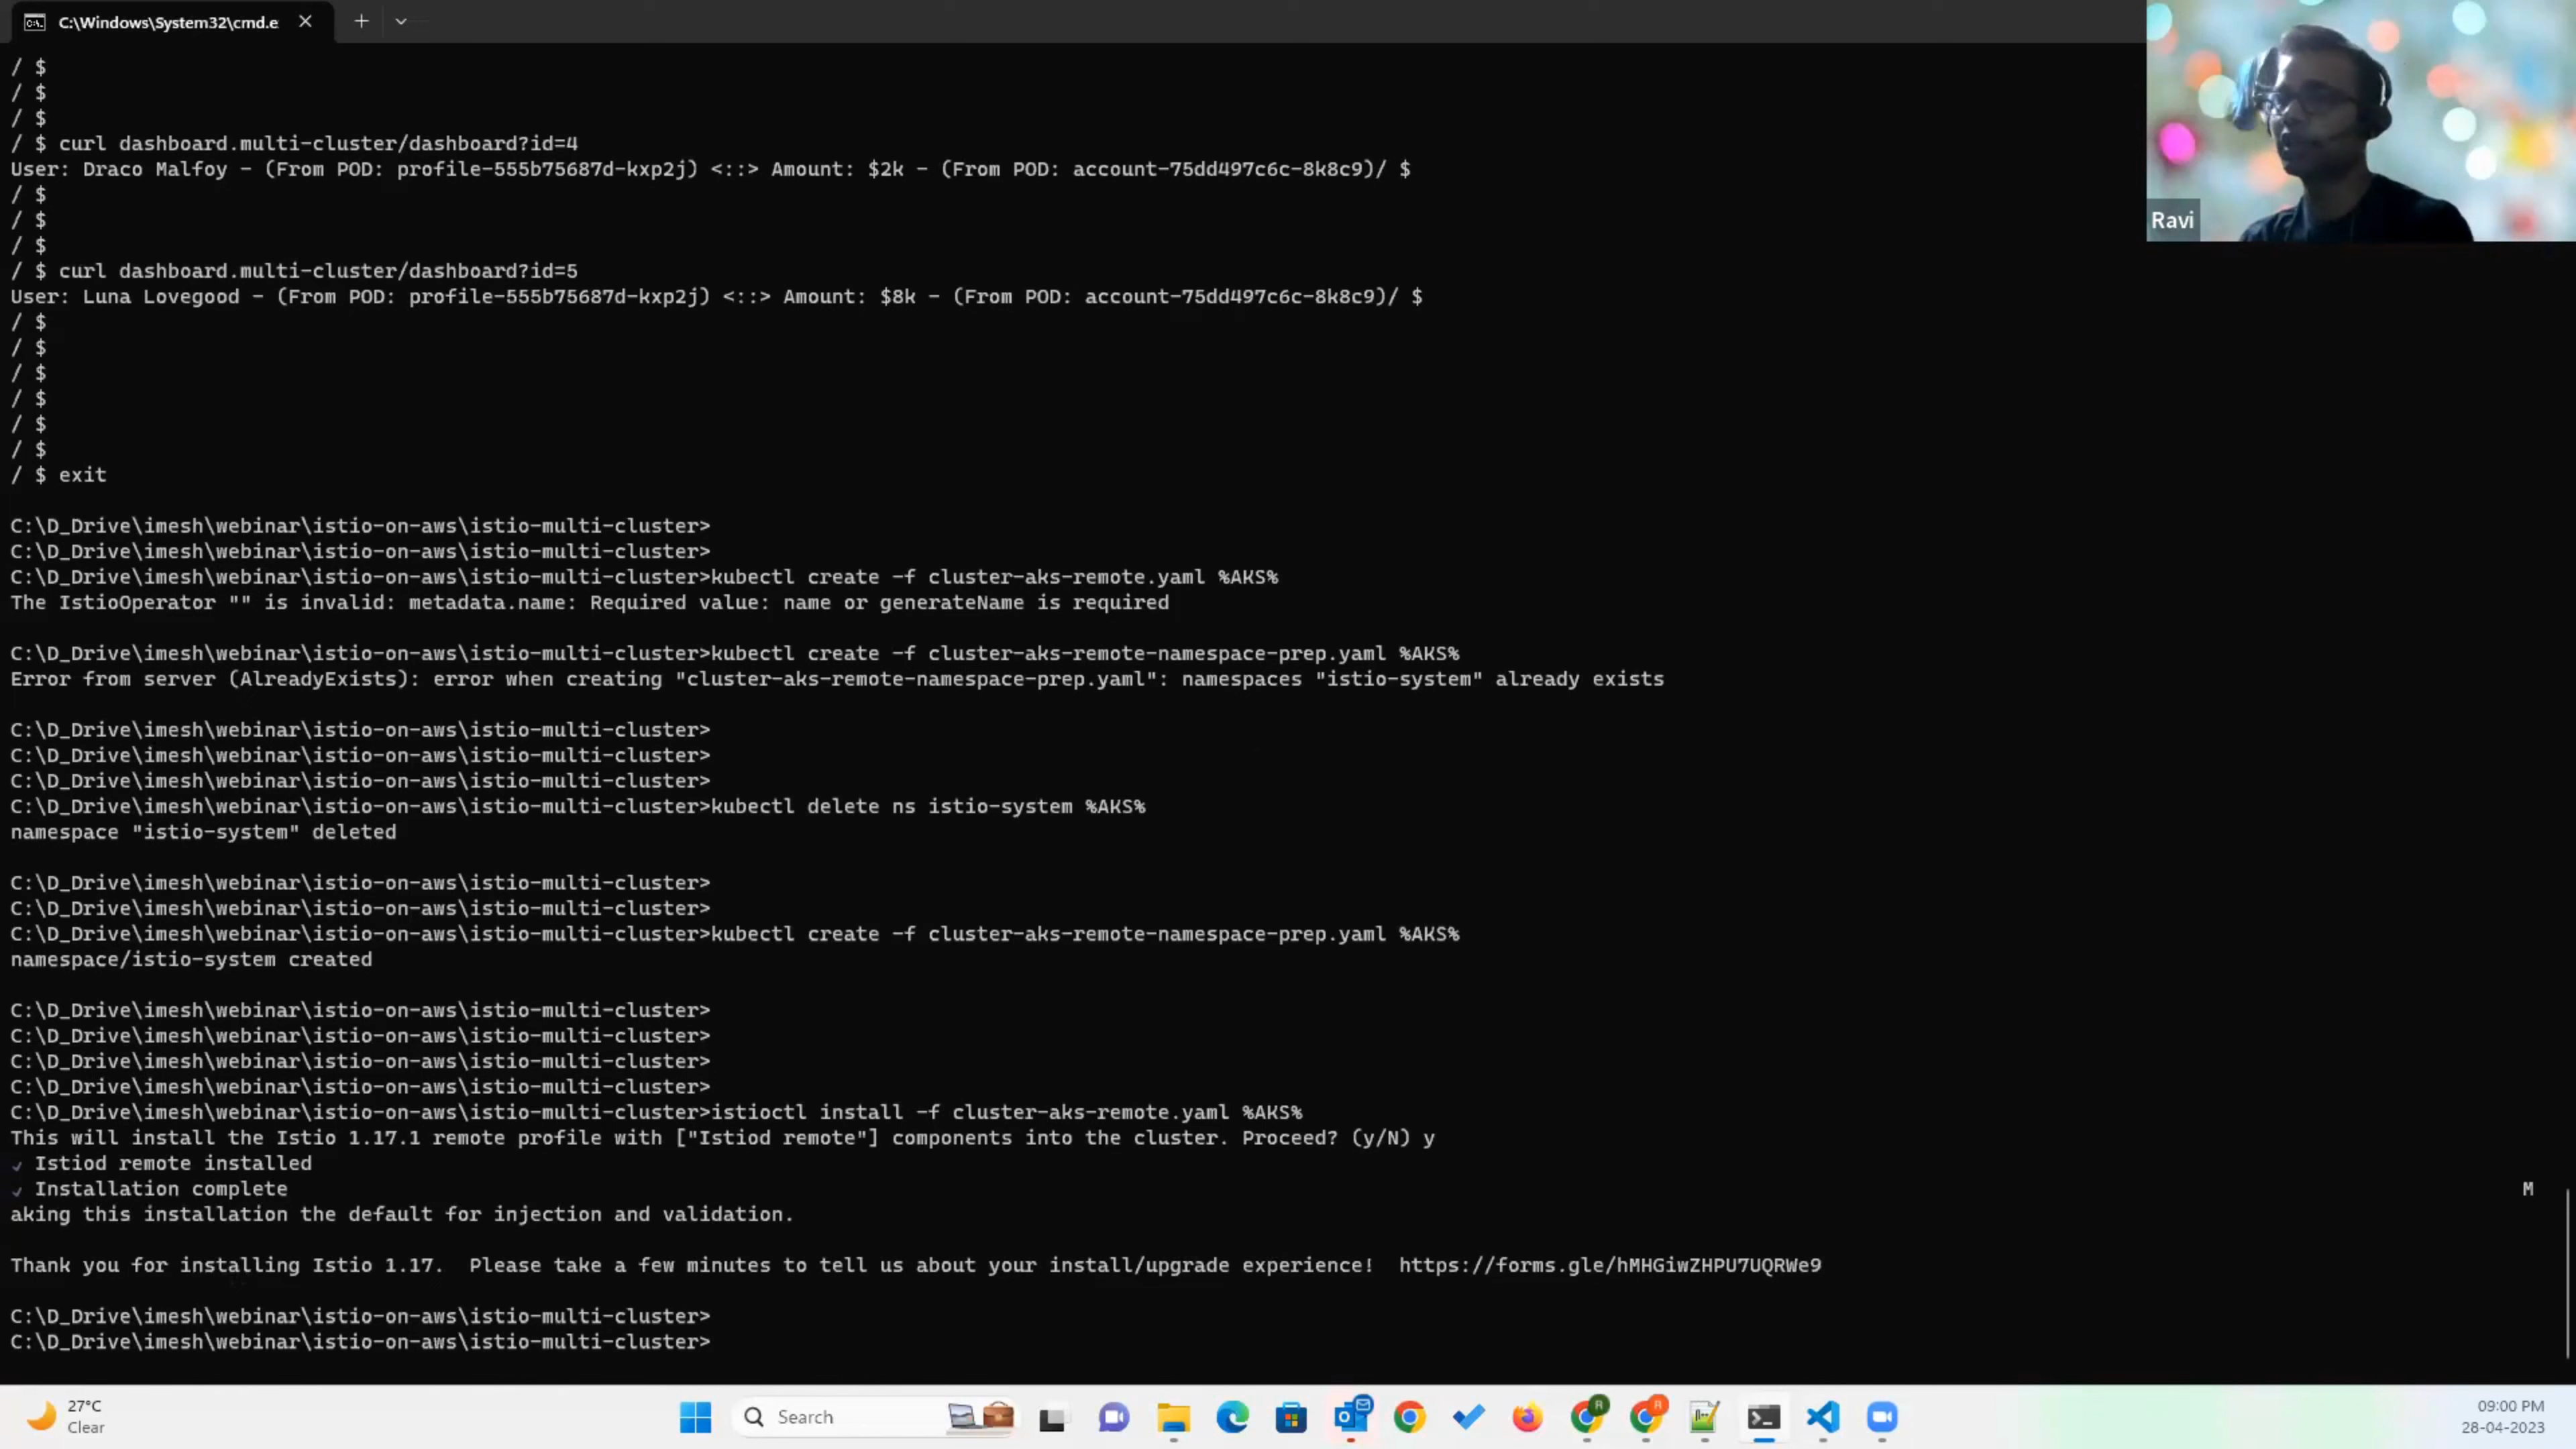 C:\Windows\System32\cmd.e
/ $
/ $
/ $
/ $ curl dashboard.multi-cluster/dashboard?id=4
User: Draco Malfoy - (From POD: profile-555b75687d-kxp2j) <::> Amount: $2k - (From POD: account-75dd497c6c-8k8c9)/ $
/ $
/ $
/ $
/ $ curl dashboard.multi-cluster/dashboard?id=5
User: Luna Lovegood - (From POD: profile-555b75687d-kxp2j) <::> Amount: $8k - (From POD: account-75dd497c6c-8k8c9)/ $
/ $
/ $
/ $
/ $
/ $
/ $
/ $ exit
C:\D_Drive\imesh\webinar\istio-on-aws\istio-multi-cluster>
C:\D_Drive\imesh\webinar\istio-on-aws\istio-multi-cluster>
C:\D_Drive\imesh\webinar\istio-on-aws\istio-multi-cluster>kubectl create -f cluster-aks-remote.yaml %AKS%
The IstioOperator "" is invalid: metadata.name: Required value: name or generateName is required
C:\D_Drive\imesh\webinar\istio-on-aws\istio-multi-cluster>kubectl create -f cluster-aks-remote-namespace-prep.yaml %AKS%
Error from server (AlreadyExists): error when creating "cluster-aks-remote-namespace-prep.yaml": namespaces "istio-system" already exists
C:\D_Drive\imesh\webinar\istio-on-aws\istio-multi-cluster>
C:\D_Drive\imesh\webinar\istio-on-aws\istio-multi-cluster>
C:\D_Drive\imesh\webinar\istio-on-aws\istio-multi-cluster>
C:\D_Drive\imesh\webinar\istio-on-aws\istio-multi-cluster>kubectl delete ns istio-system %AKS%
namespace "istio-system" deleted
C:\D_Drive\imesh\webinar\istio-on-aws\istio-multi-cluster>
C:\D_Drive\imesh\webinar\istio-on-aws\istio-multi-cluster>
C:\D_Drive\imesh\webinar\istio-on-aws\istio-multi-cluster>kubectl create -f cluster-aks-remote-namespace-prep.yaml %AKS%
namespace/istio-system created
C:\D_Drive\imesh\webinar\istio-on-aws\istio-multi-cluster>
C:\D_Drive\imesh\webinar\istio-on-aws\istio-multi-cluster>
C:\D_Drive\imesh\webinar\istio-on-aws\istio-multi-cluster>
C:\D_Drive\imesh\webinar\istio-on-aws\istio-multi-cluster>
C:\D_Drive\imesh\webinar\istio-on-aws\istio-multi-cluster>istioctl install -f cluster-aks-remote.yaml %AKS%
This will install the Istio 1.17.1 remote profile with ["Istiod remote"] components into the cluster. Proceed? (y/N) y
✓ Istiod remote installed
✓ Installation complete M
aking this installation the default for injection and validation.
Thank you for installing Istio 1.17.  Please take a few minutes to tell us about your install/upgrade experience!  https://forms.gle/hMHGiwZHPU7UQRWe9
C:\D_Drive\imesh\webinar\istio-on-aws\istio-multi-cluster>
C:\D_Drive\imesh\webinar\istio-on-aws\istio-multi-cluster>
Ravi
27°C
Clear
Search
R
R
09:00 PM
28-04-2023